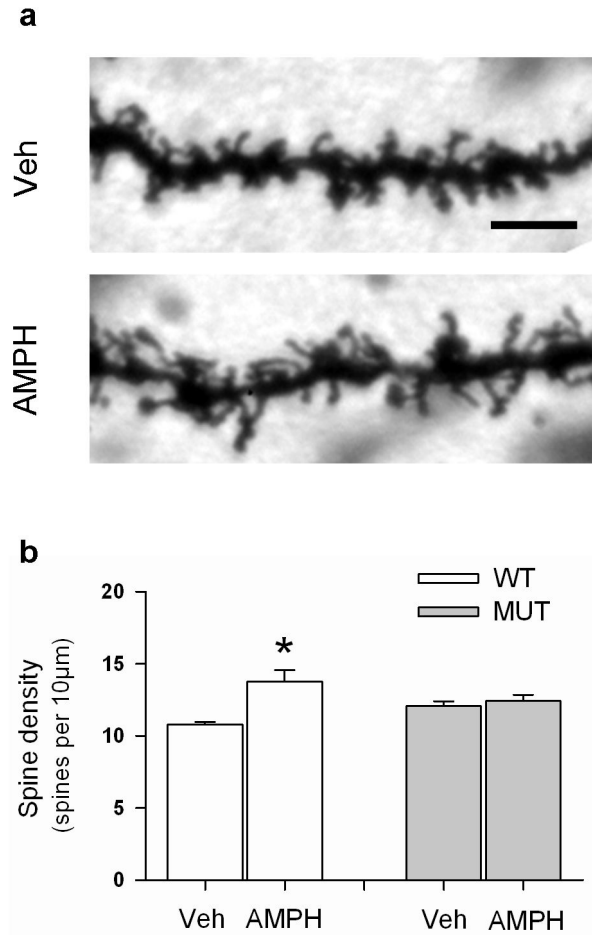 a
Veh
AMPH
b
WT
MUT
Spine density
(spines per 10µm)
20
15
10
5
0
*
Veh AMPH Veh AMPH